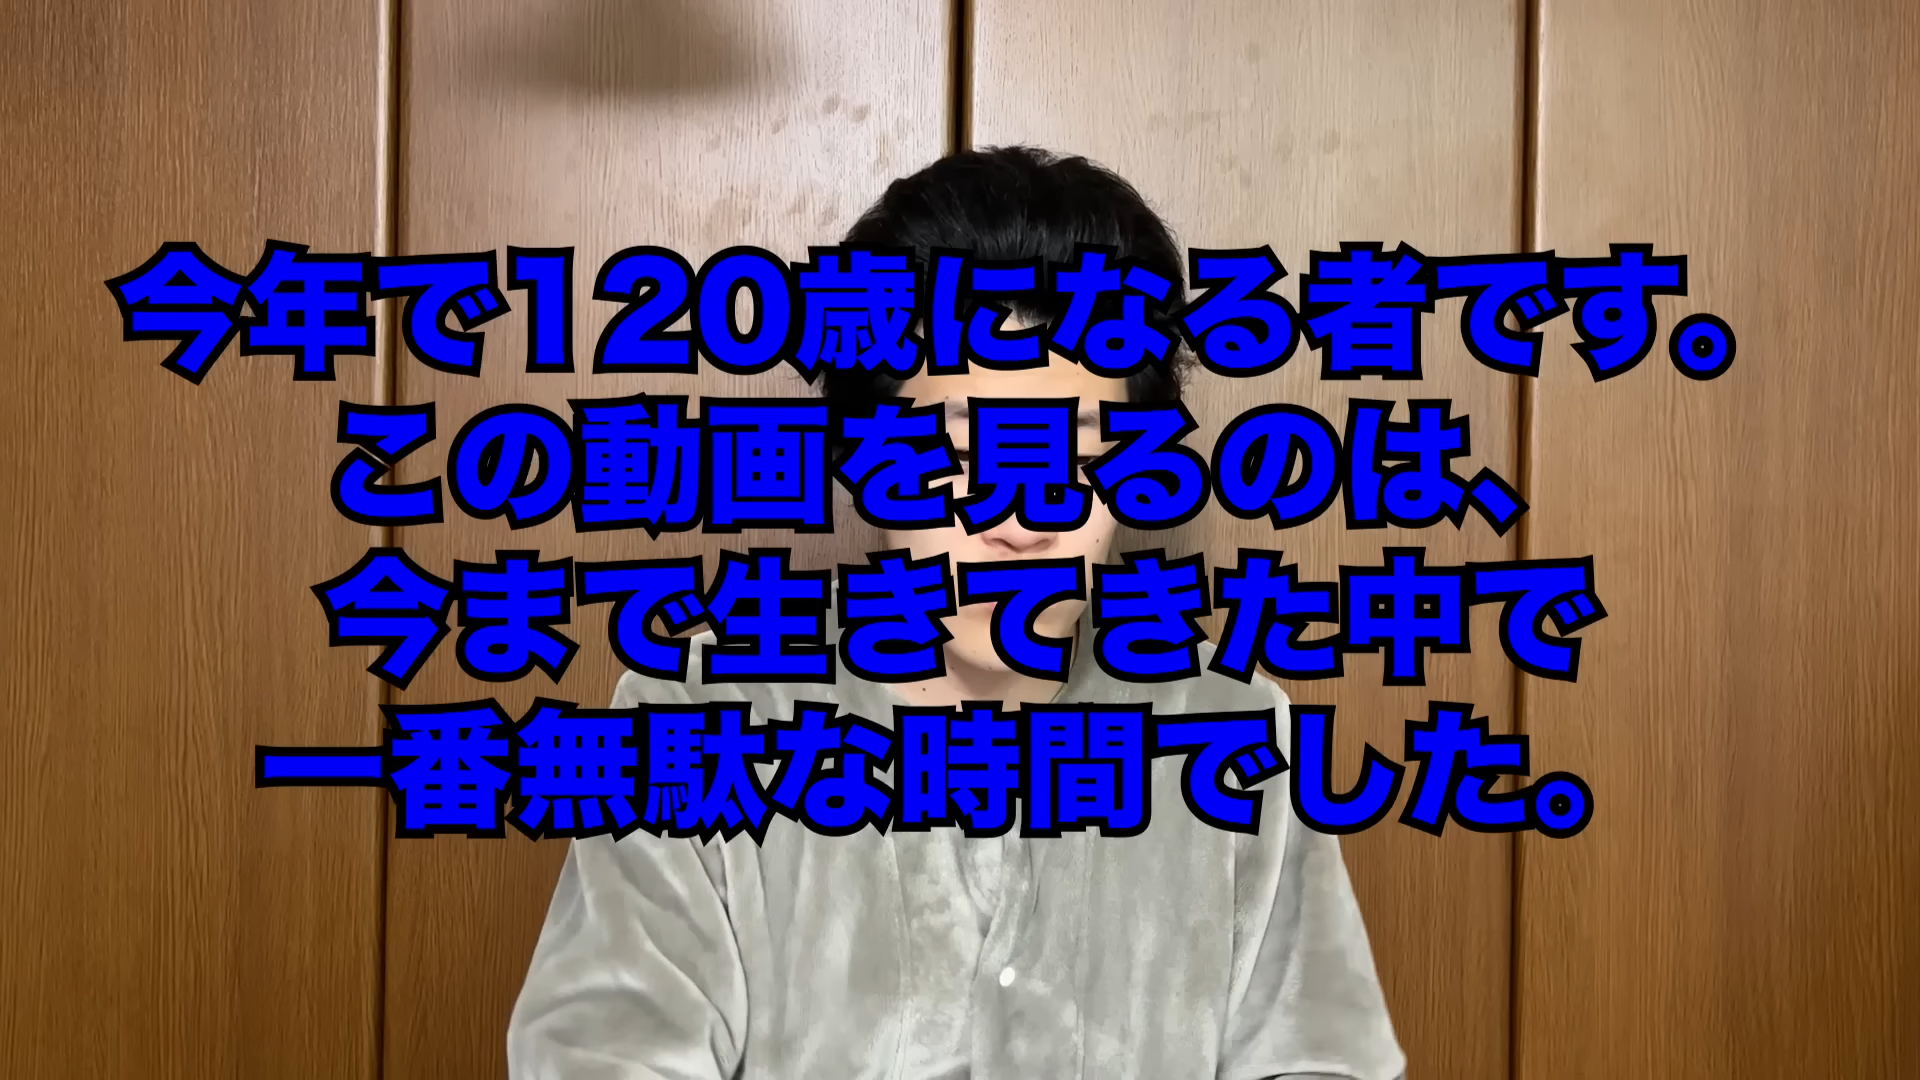 今年で120歳になる者です。
この動画を見るのは、
今まで生きてきた中で
一番無駄な時間でした。